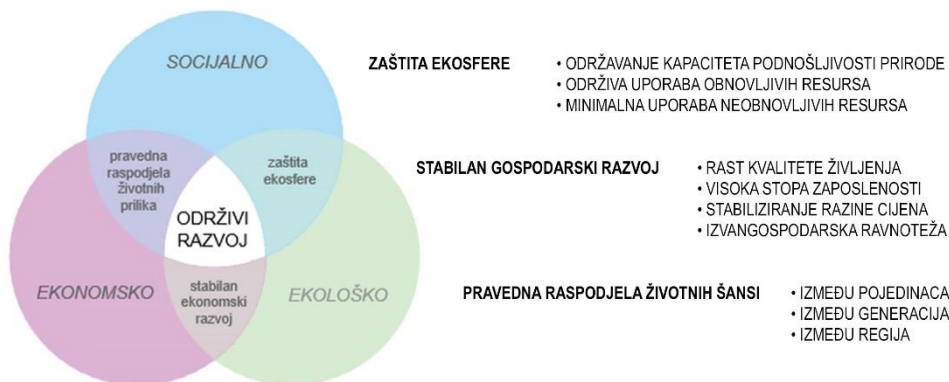 SOCIJALNO
pravedna
raspodjela
životnih
prilika
zaštita
ekosfere
ODRŽIVI
RAZVOJ
EKONOMSKO
stabilan
ekonomski
razvoj
EKOLOŠKO
ZAŠTITA EKOSFERE
• ODRŽAVANJE KAPACITETA PODNOŠLJIVOSTI PRIRODE
• ODRŽIVA UPORABA OBNOVLJIVIH RESURSA
• MINIMALNA UPORABA NEOBNOVLJIVIH RESURSA
STABILAN GOSPODARSKI RAZVOJ
• RAST KVALITETE ŽIVLJENJA
• VISOKA STOPA ZAPOSLENOSTI
• STABILIZIRANJE RAZINE CIJENA
• IZVANGOSPODARSKA RAVNOTEŽA
PRAVEDNA RASPODJELA ŽIVOTNIH ŠANSI
• IZMEĐU POJEDINACA
• IZMEĐU GENERACIJA
• IZMEĐU REGIJA